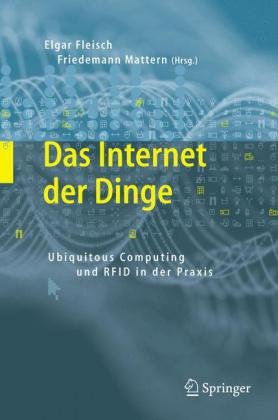 Elgar Fleisch
Friedemann Mattern (Hrsg.)
Das Internet
der Dinge
Ubiquitous Computing
und RFID in der Praxis
Springer